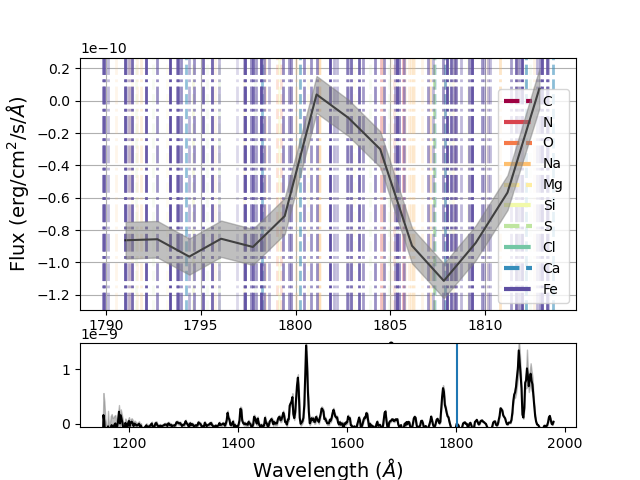 1e−10
0.2
0.0
−0.2
−0.4
−0.6
−0.8
−1.0
−1.2
Flux (erg/cm²/s/Å)
C
N
O
Na
Mg
Si
S
Cl
Ca
Fe
1790 1795 1800 1805 1810
1e−9
1
0
1200 1400 1600 1800 2000
Wavelength (Å)